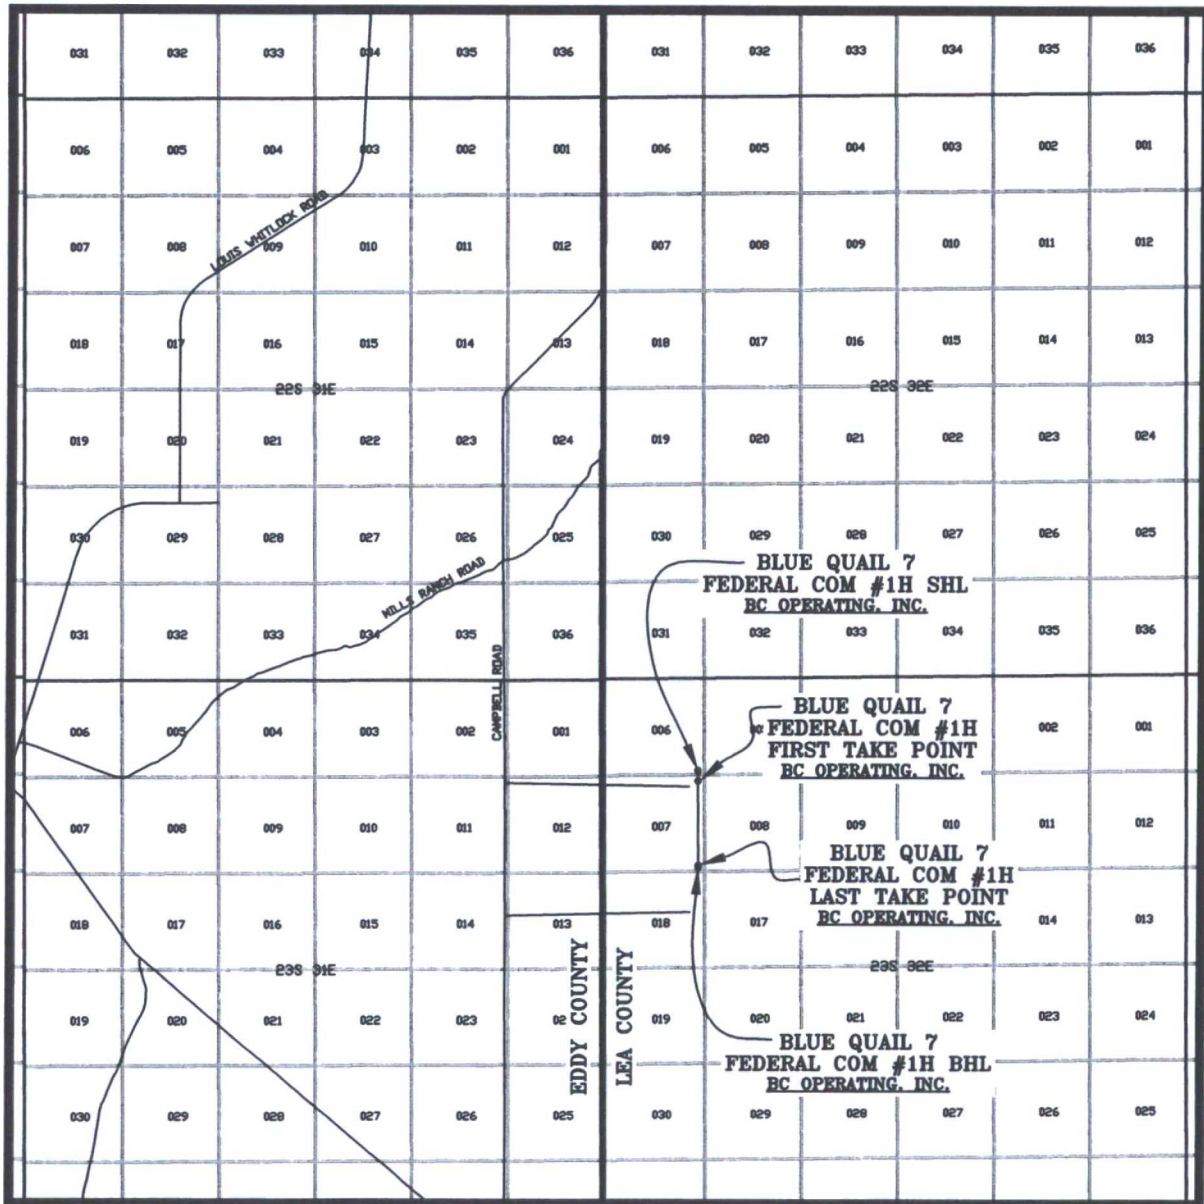 031 032 033 034 035 036 031 032 033 034 035 036
006 005 004 003 002 001 006 005 004 003 002 001
LOUIS WHITLOCK ROAD
007 008 009 010 011 012 007 008 009 010 011 012
018 017 016 015 014 013 018 017 016 015 014 013
22S 31E 22S 32E
019 020 021 022 023 024 019 020 021 022 023 024
030 029 028 027 026 025 030 029 028 027 026 025
MILLS RANCH ROAD
BLUE QUAIL 7
FEDERAL COM #1H SHL
BC OPERATING, INC.
031 032 033 034 035 036 031 032 033 034 035 036
CAMPBELL ROAD
006 005 004 003 002 001 006 002 001
BLUE QUAIL 7
FEDERAL COM #1H
FIRST TAKE POINT
BC OPERATING, INC.
007 008 009 010 011 012 007 008 009 010 011 012
BLUE QUAIL 7
FEDERAL COM #1H
LAST TAKE POINT
BC OPERATING, INC.
018 017 016 015 014 013 018 017 014 013
23S 31E 23S 32E
EDDY COUNTY
LEA COUNTY
019 020 021 022 023 02 019 020 021 022 023 024
BLUE QUAIL 7
FEDERAL COM #1H BHL
BC OPERATING, INC.
030 029 028 027 026 025 030 029 028 027 026 025